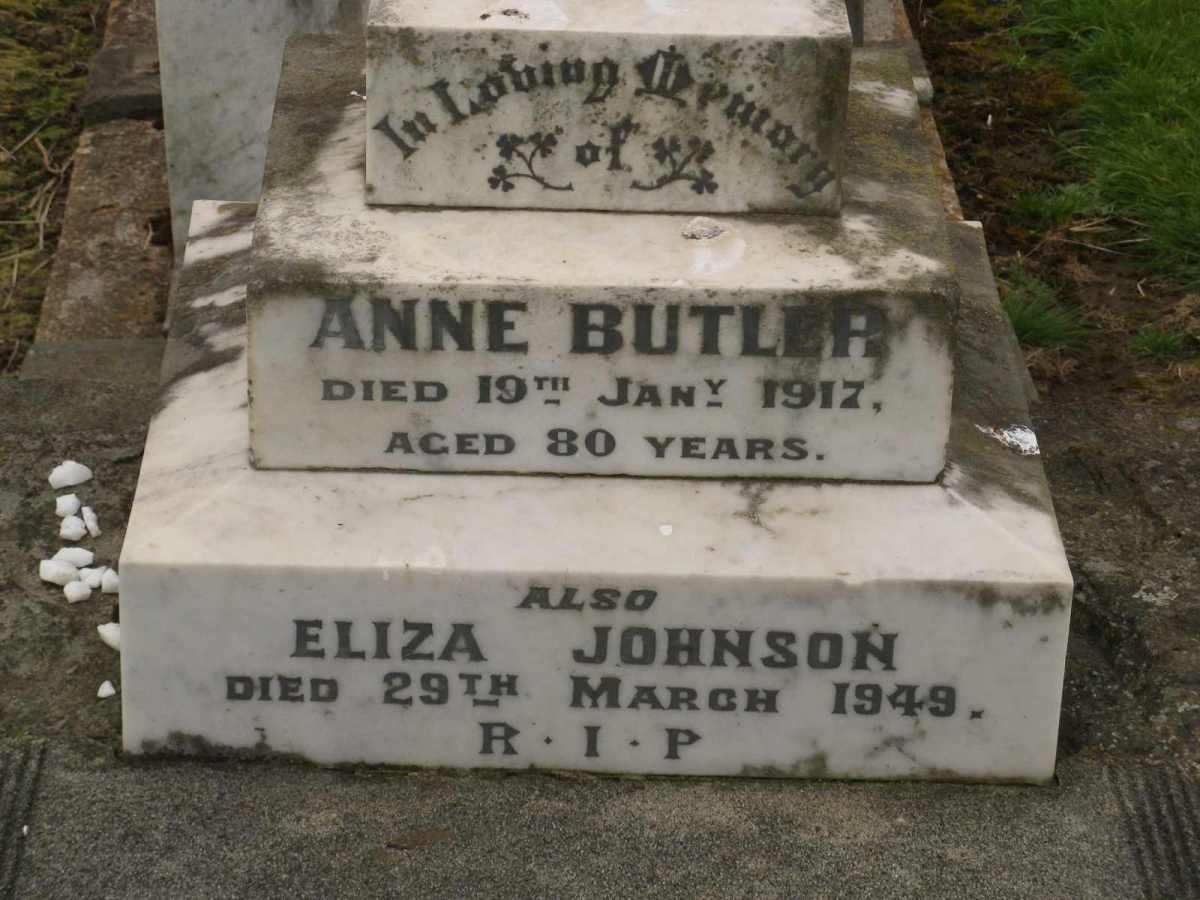 In Loving Memory
of
ANNE BUTLER
DIED 19TH JANY 1917,
AGED 80 YEARS.
ALSO
ELIZA JOHNSON
DIED 29TH MARCH 1949.
R · I · P